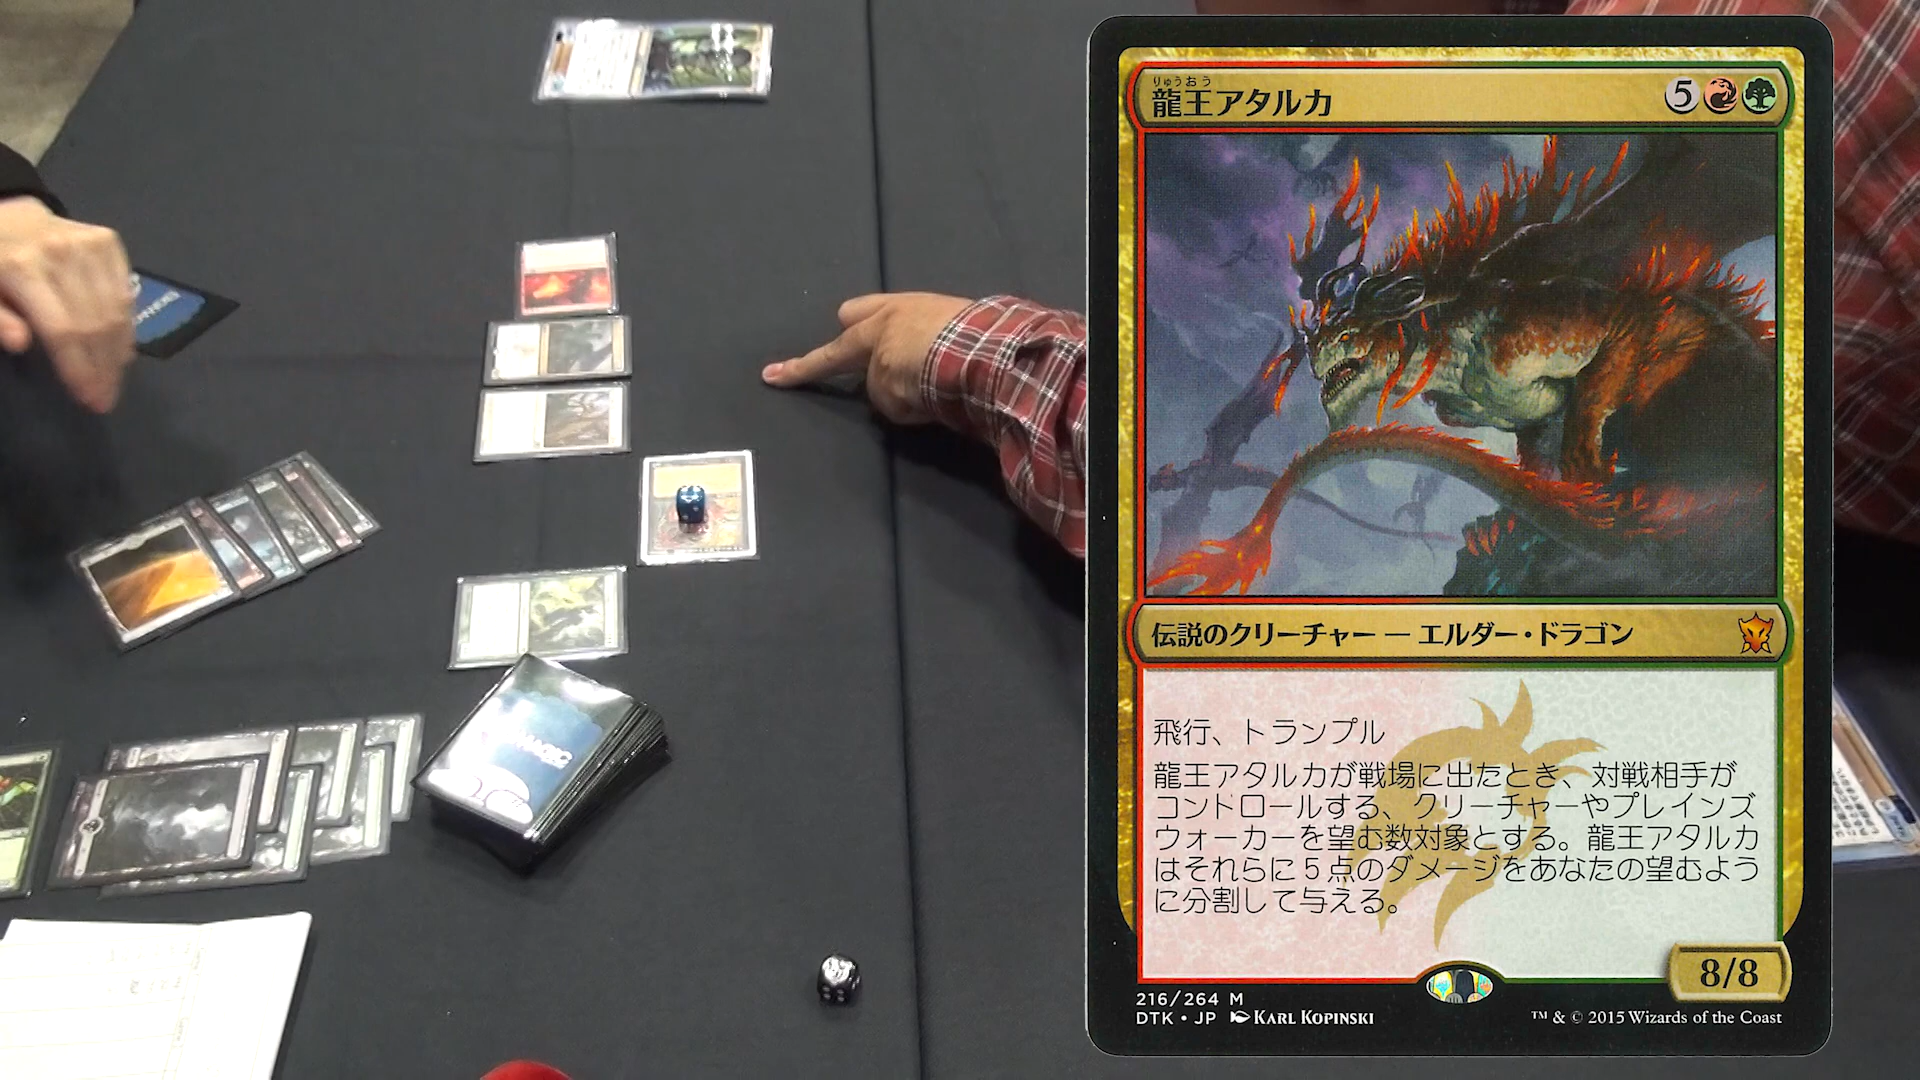 りゅうおう
龍王アタルカ
5
伝説のクリーチャー — エルダー・ドラゴン
飛行、トランプル
龍王アタルカが戦場に出たとき、対戦相手が
コントロールする、クリーチャーやプレインズ
ウォーカーを望む数対象とする。龍王アタルカ
はそれらに5点のダメージをあなたの望むよう
に分割して与える。
8/8
216/264 M
DTK • JP KARL KOPINSKI
™ & © 2015 Wizards of the Coast
MAGIC